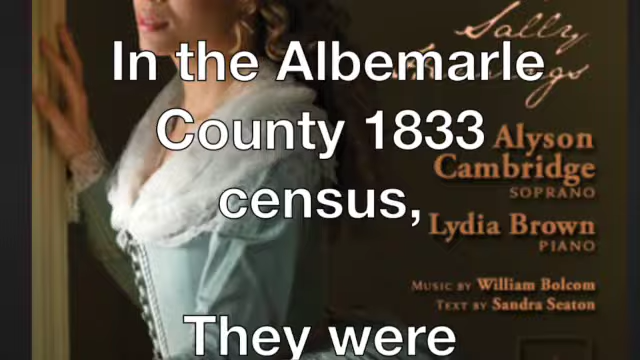 Sally
In the Albemarle
County 1833
census,
They were
Alyson
Cambridge
SOPRANO
Lydia Brown
PIANO
MUSIC BY William Bolcom
TEXT BY Sandra Seaton